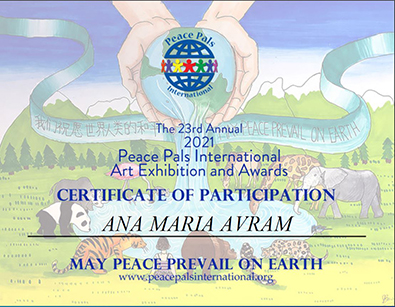 Peace Pals
International
PEACE PREVAIL ON EARTH
The 23rd Annual
2021
Peace Pals International
Art Exhibition and Awards
CERTIFICATE OF PARTICIPATION
ANA MARIA AVRAM
MAY PEACE PREVAIL ON EARTH
www.peacepalsinternational.org